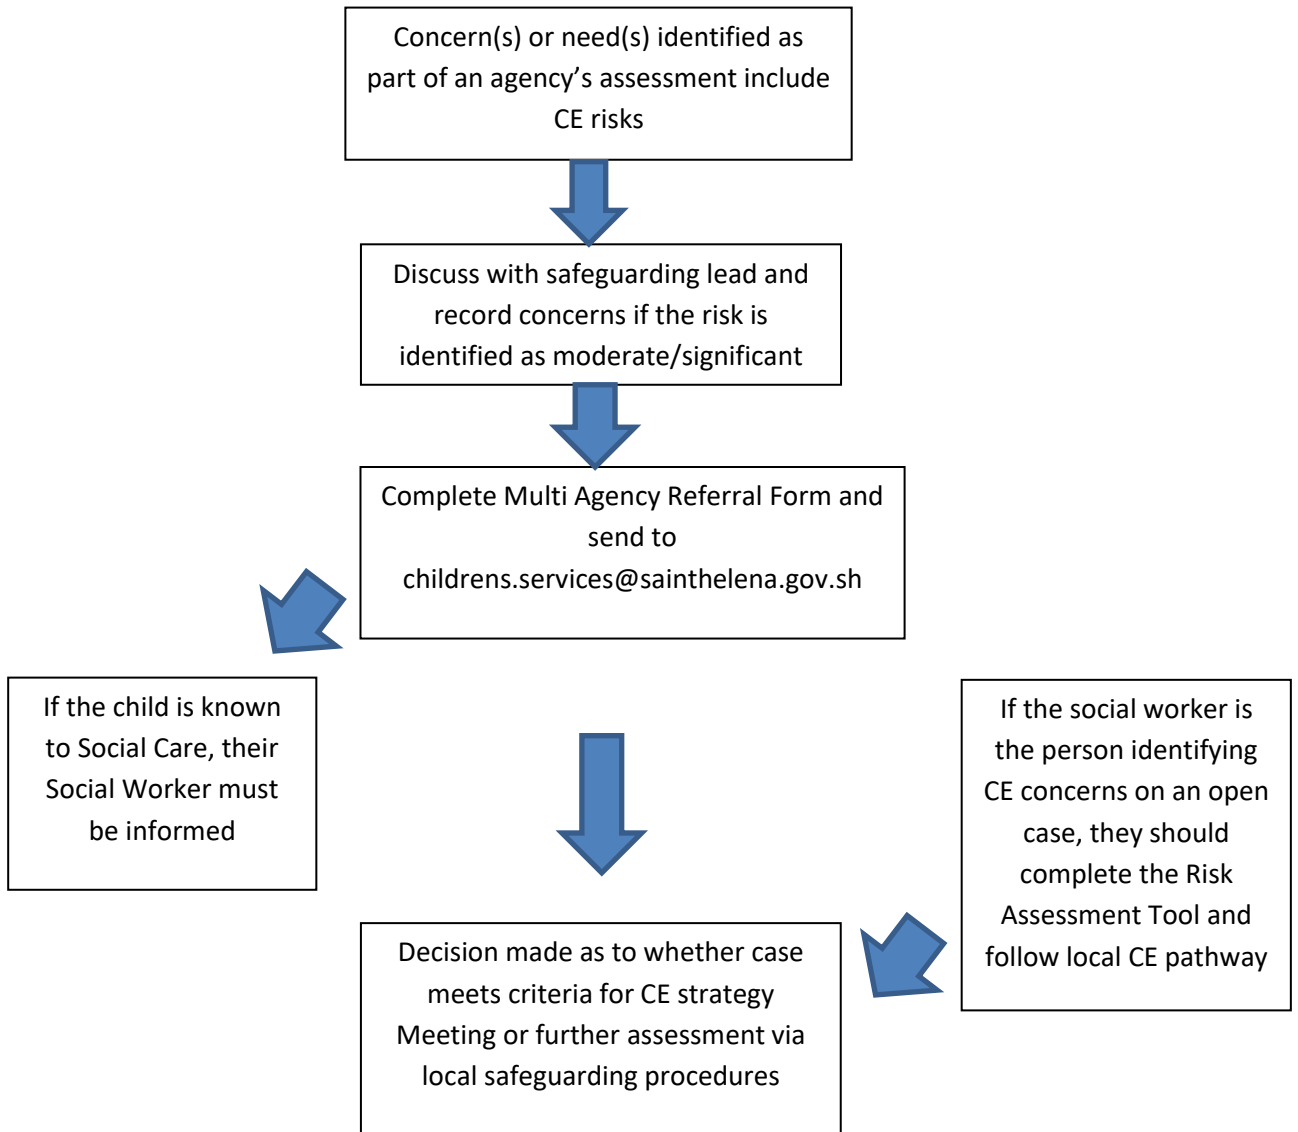 Concern(s) or need(s) identified as
part of an agency’s assessment include
CE risks
Discuss with safeguarding lead and
record concerns if the risk is
identified as moderate/significant
Complete Multi Agency Referral Form and
send to
childrens.services@sainthelena.gov.sh
If the child is known
to Social Care, their
Social Worker must
be informed
If the social worker is
the person identifying
CE concerns on an open
case, they should
complete the Risk
Assessment Tool and
follow local CE pathway
Decision made as to whether case
meets criteria for CE strategy
Meeting or further assessment via
local safeguarding procedures